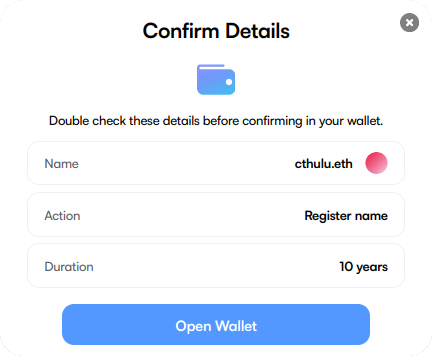 Confirm Details
Double check these details before confirming in your wallet.
Name cthulu.eth
Action Register name
Duration 10 years
Open Wallet